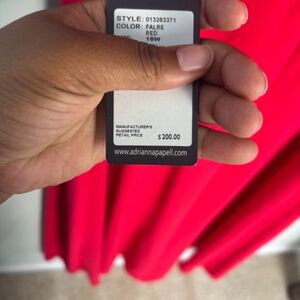 STYLE: 013263371
COLOR: FALRE
RED
16W
MANUFACTURER'S
SUGGESTED
RETAIL PRICE $200.00
www.adriannapapell.com